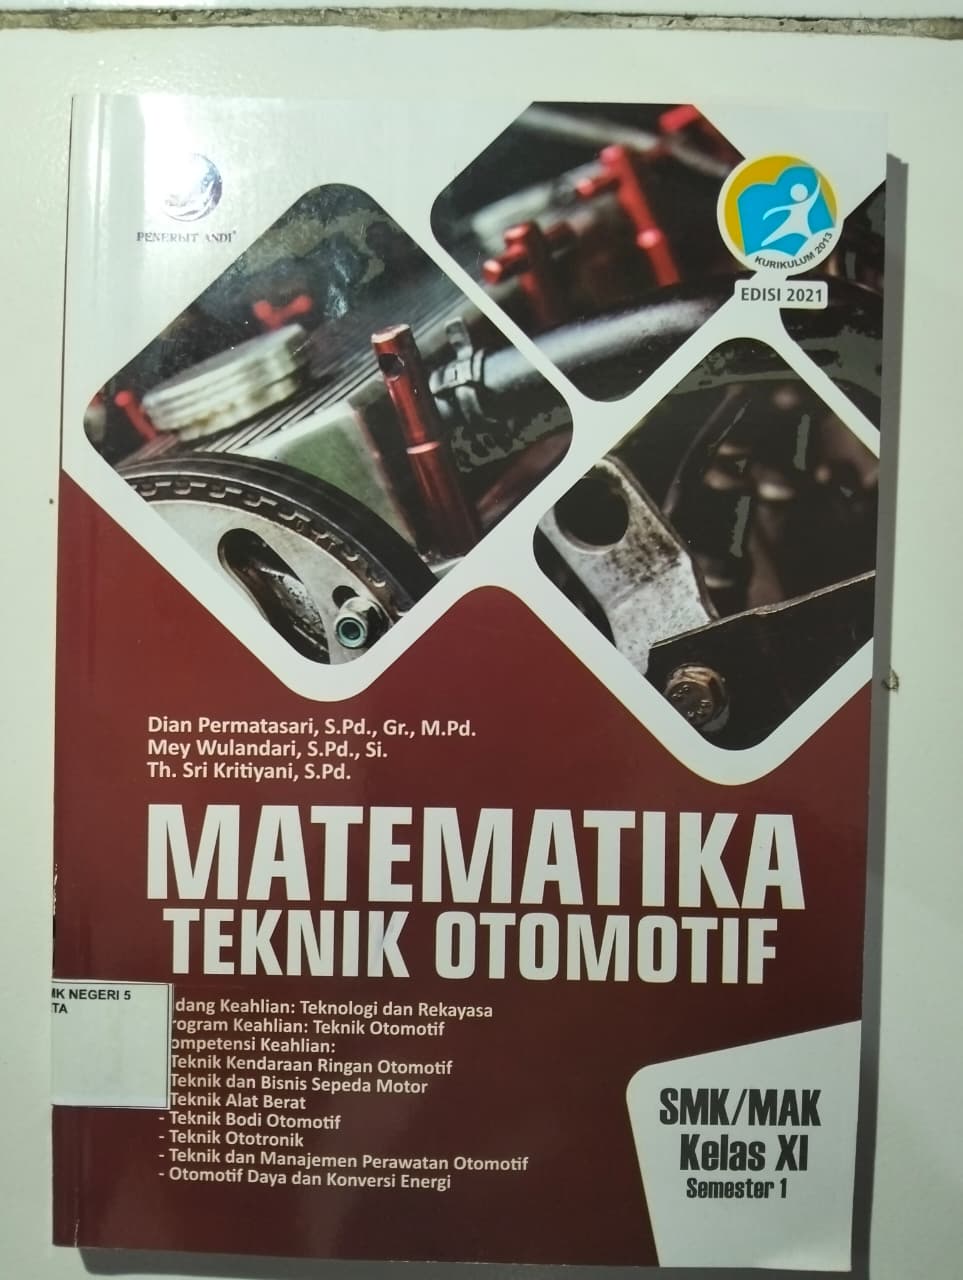 PENERBIT ANDI®
KURIKULUM 2013
EDISI 2021
Dian Permatasari, S.Pd., Gr., M.Pd.
Mey Wulandari, S.Pd., Si.
Th. Sri Kritiyani, S.Pd.
MATEMATIKA
TEKNIK OTOMOTIF
MK NEGERI 5
TA
dang Keahlian: Teknologi dan Rekayasa
rogram Keahlian: Teknik Otomotif
ompetensi Keahlian:
Teknik Kendaraan Ringan Otomotif
Teknik dan Bisnis Sepeda Motor
Teknik Alat Berat
- Teknik Bodi Otomotif
- Teknik Ototronik
- Teknik dan Manajemen Perawatan Otomotif
- Otomotif Daya dan Konversi Energi
SMK/MAK
Kelas XI
Semester 1